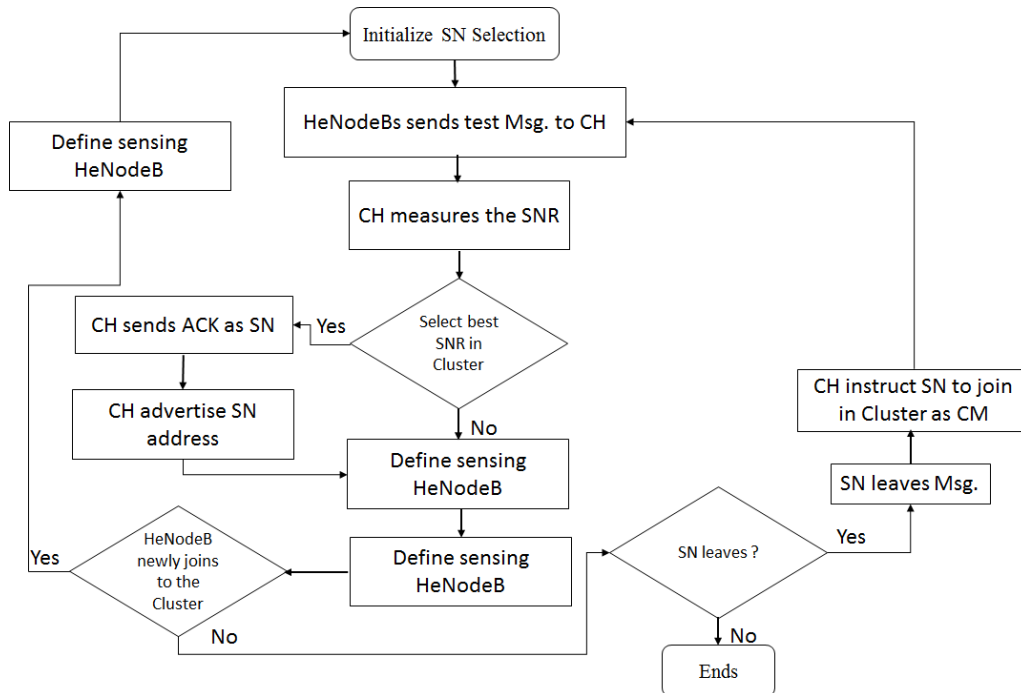 Initialize SN Selection
HeNodeBs sends test Msg. to CH
Define sensing
HeNodeB
CH measures the SNR
CH sends ACK as SN
Yes
Select best
SNR in
Cluster
CH advertise SN
address
No
CH instruct SN to join
in Cluster as CM
Define sensing
HeNodeB
SN leaves Msg.
HeNodeB
newly joins
to the
Cluster
Yes
Define sensing
HeNodeB
SN leaves ?
Yes
No
No
Ends